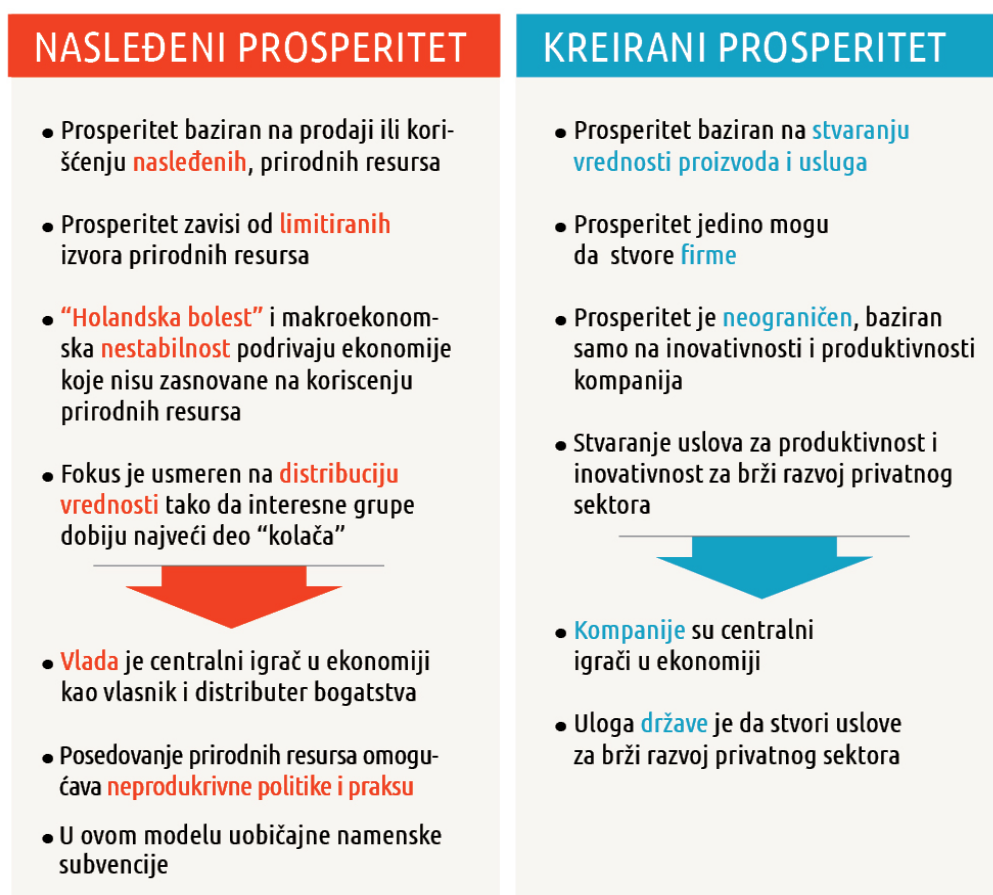 NASLEĐENI PROSPERITET
• Prosperitet baziran na prodaji ili kori-
šćenju nasleđenih, prirodnih resursa
• Prosperitet zavisi od limitiranih
izvora prirodnih resursa
• “Holandska bolest” i makroekonom-
ska nestabilnost podrivaju ekonomije
koje nisu zasnovane na koriscenju
prirodnih resursa
• Fokus je usmeren na distribuciju
vrednosti tako da interesne grupe
dobiju najveći deo “kolača”
• Vlada je centralni igrač u ekonomiji
kao vlasnik i distributer bogatstva
• Posedovanje prirodnih resursa omogu-
ćava neprodukrivne politike i praksu
• U ovom modelu uobičajne namenske
subvencije
KREIRANI PROSPERITET
• Prosperitet baziran na stvaranju
vrednosti proizvoda i usluga
• Prosperitet jedino mogu
da stvore firme
• Prosperitet je neograničen, baziran
samo na inovativnosti i produktivnosti
kompanija
• Stvaranje uslova za produktivnost i
inovativnost za brži razvoj privatnog
sektora
• Kompanije su centralni
igrači u ekonomiji
• Uloga države je da stvori uslove
za brži razvoj privatnog sektora